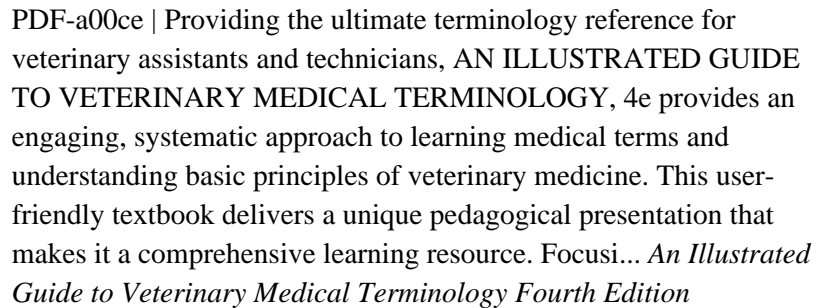 PDF-a00ce | Providing the ultimate terminology reference for
veterinary assistants and technicians, AN ILLUSTRATED GUIDE
TO VETERINARY MEDICAL TERMINOLOGY, 4e provides an
engaging, systematic approach to learning medical terms and
understanding basic principles of veterinary medicine. This user-
friendly textbook delivers a unique pedagogical presentation that
makes it a comprehensive learning resource. Focusi... An Illustrated
Guide to Veterinary Medical Terminology Fourth Edition